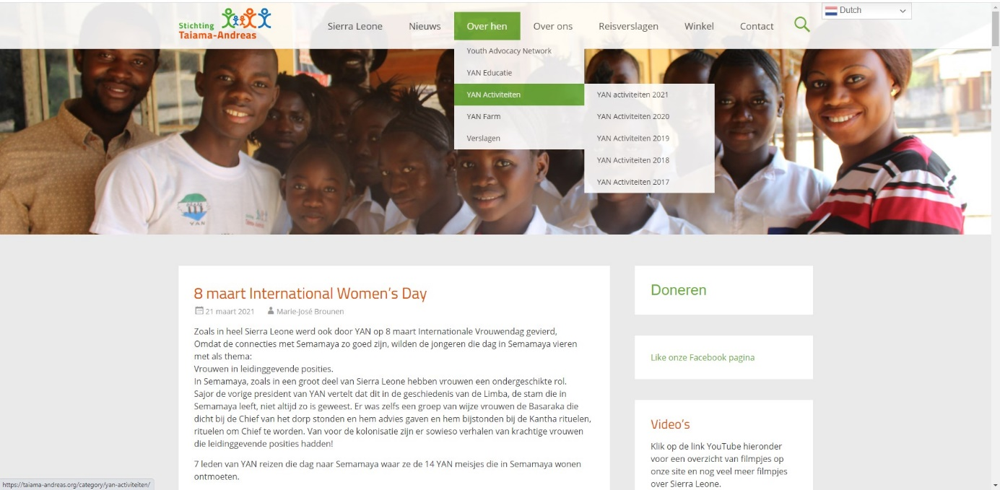 Stichting
Taiama-Andreas
Sierra Leone
Nieuws
Over hen
Over ons
Reisverslagen
Winkel
Contact
Dutch
Youth Advocacy Network
YAN Educatie
YAN Activiteiten
YAN Farm
Verslagen
YAN activiteiten 2021
YAN Activiteiten 2020
YAN Activiteiten 2019
YAN Activiteiten 2018
YAN Activiteiten 2017
YAN
8 maart International Women’s Day
21 maart 2021 Marie-José Brounen
Zoals in heel Sierra Leone werd ook door YAN op 8 maart Internationale Vrouwendag gevierd,
Omdat de connecties met Semamaya zo goed zijn, wilden de jongeren die dag in Semamaya vieren
met als thema:
Vrouwen in leidinggevende posities.
In Semamaya, zoals in een groot deel van Sierra Leone hebben vrouwen een ondergeschikte rol.
Sajor de vorige president van YAN vertelt dat dit in de geschiedenis van de Limba, de stam die in
Semamaya leeft, niet altijd zo is geweest. Er was zelfs een groep van wijze vrouwen de Basaraka die
dicht bij de Chief van het dorp stonden en hem advies gaven en hem bijstonden bij de Kantha rituelen,
rituelen om Chief te worden. Van voor de kolonisatie zijn er sowieso verhalen van krachtige vrouwen
die leidinggevende posities hadden!
7 leden van YAN reizen die dag naar Semamaya waar ze de 14 YAN meisjes die in Semamaya wonen
ontmoeten.
Doneren
Like onze Facebook pagina
Video’s
Klik op de link YouTube hieronder
voor een overzicht van filmpjes op
onze site en nog veel meer filmpjes
over Sierra Leone.
https://taiama-andreas.org/category/yan-activiteiten/